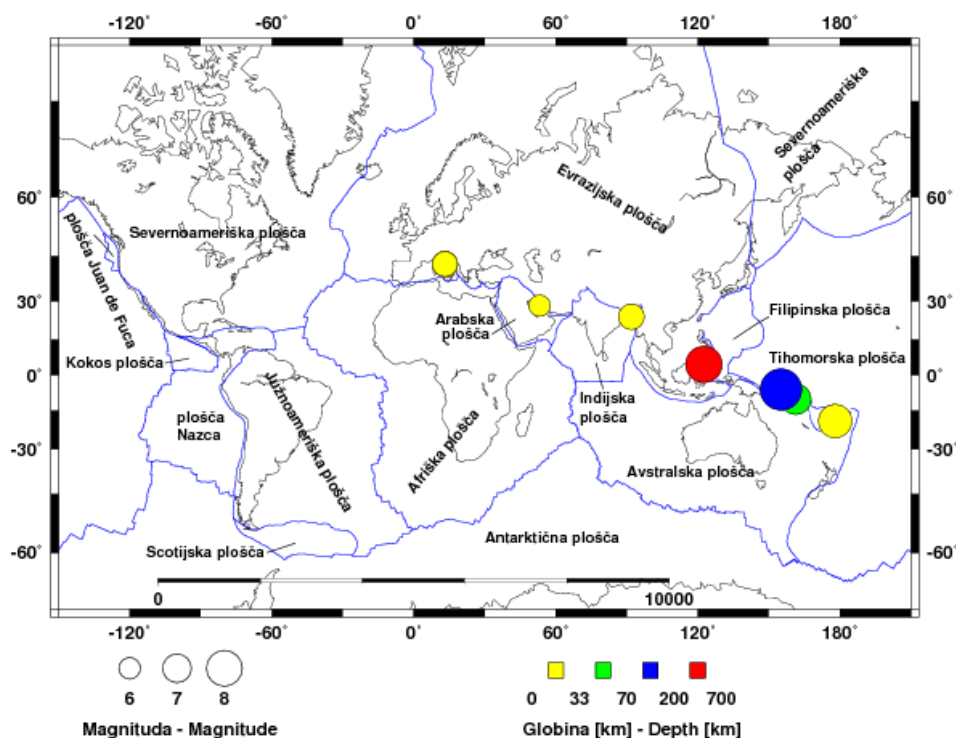 -120° -60° 0° 60° 120° 180°
60° 60°
30° 30°
0° 0°
-30° -30°
-60° -60°
Severnoameriška
plošča
Evrazijska plošča
Severnoameriška plošča
plošča Juan de Fuca
Arabska
plošča
Filipinska plošča
Kokos plošča
Tihomorska plošča
Indijska
plošča
plošča
Nazca
Južnoameriška plošča
Afriška plošča
Avstralska plošča
Scotijska plošča
Antarktična plošča
0 10000
-120° -60° 0° 60° 120° 180°
6 7 8
0 33 70 200 700
Magnituda - Magnitude
Globina [km] - Depth [km]